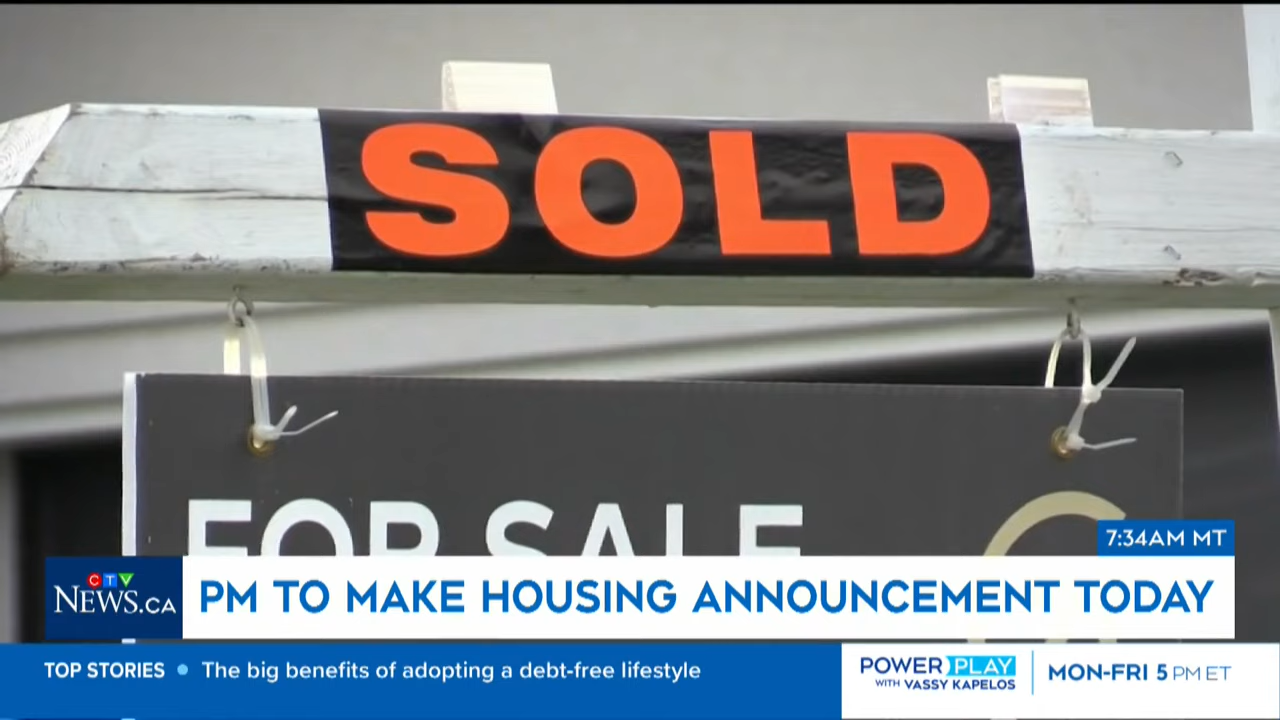 SOLD
FOR SALE
7:34AM MT
CTV
NEWS.CA
PM TO MAKE HOUSING ANNOUNCEMENT TODAY
TOP STORIES • The big benefits of adopting a debt-free lifestyle
POWER PLAY
WITH VASSY KAPELOS
MON-FRI 5 PM ET